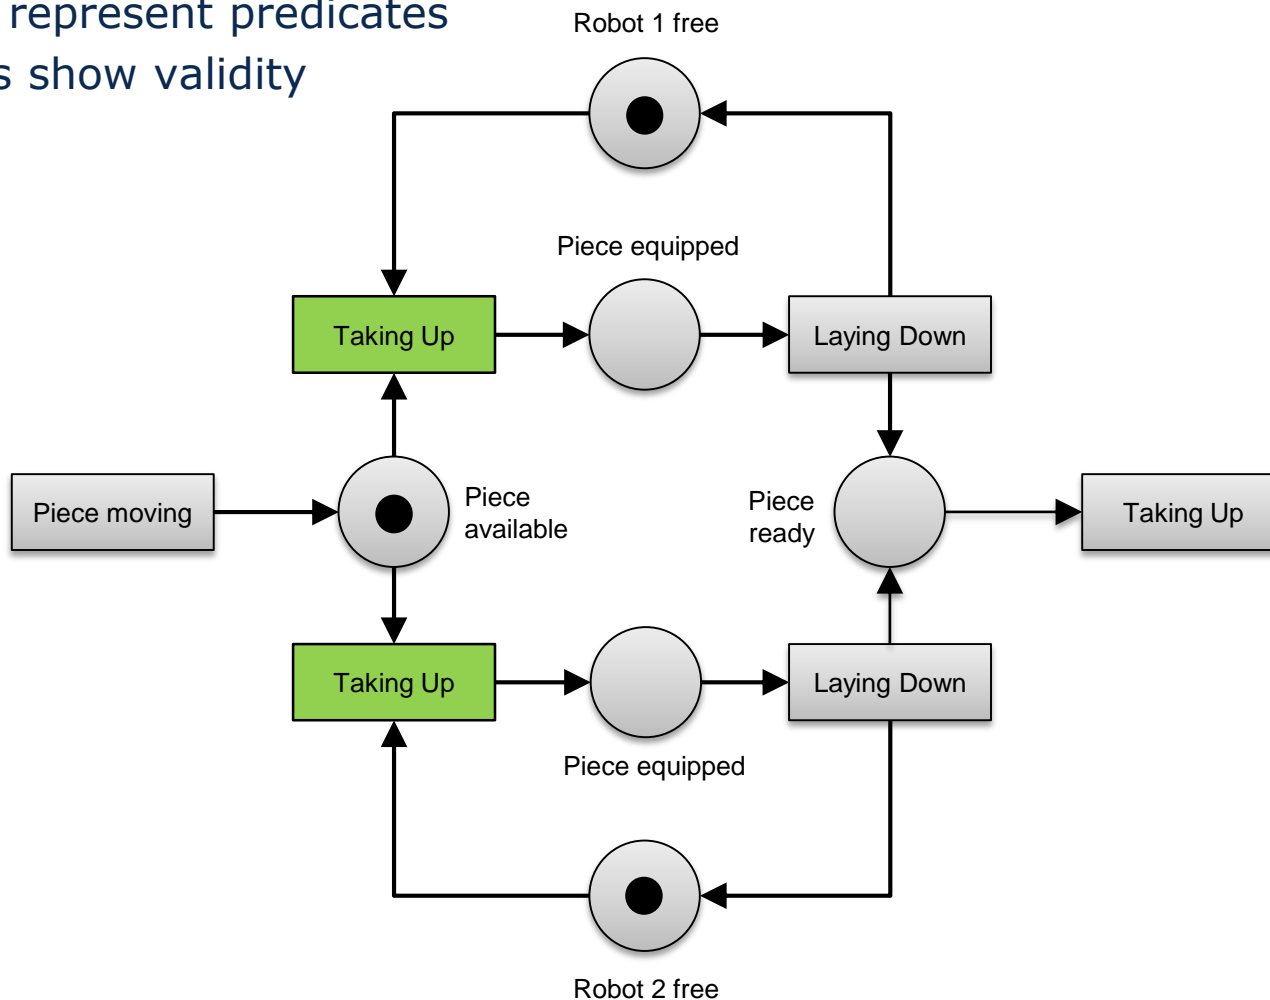 represent predicates
show validity
Robot 1 free
Piece equipped
Taking Up
Laying Down
Piece moving
Piece
available
Piece
ready
Taking Up
Taking Up
Laying Down
Piece equipped
Robot 2 free